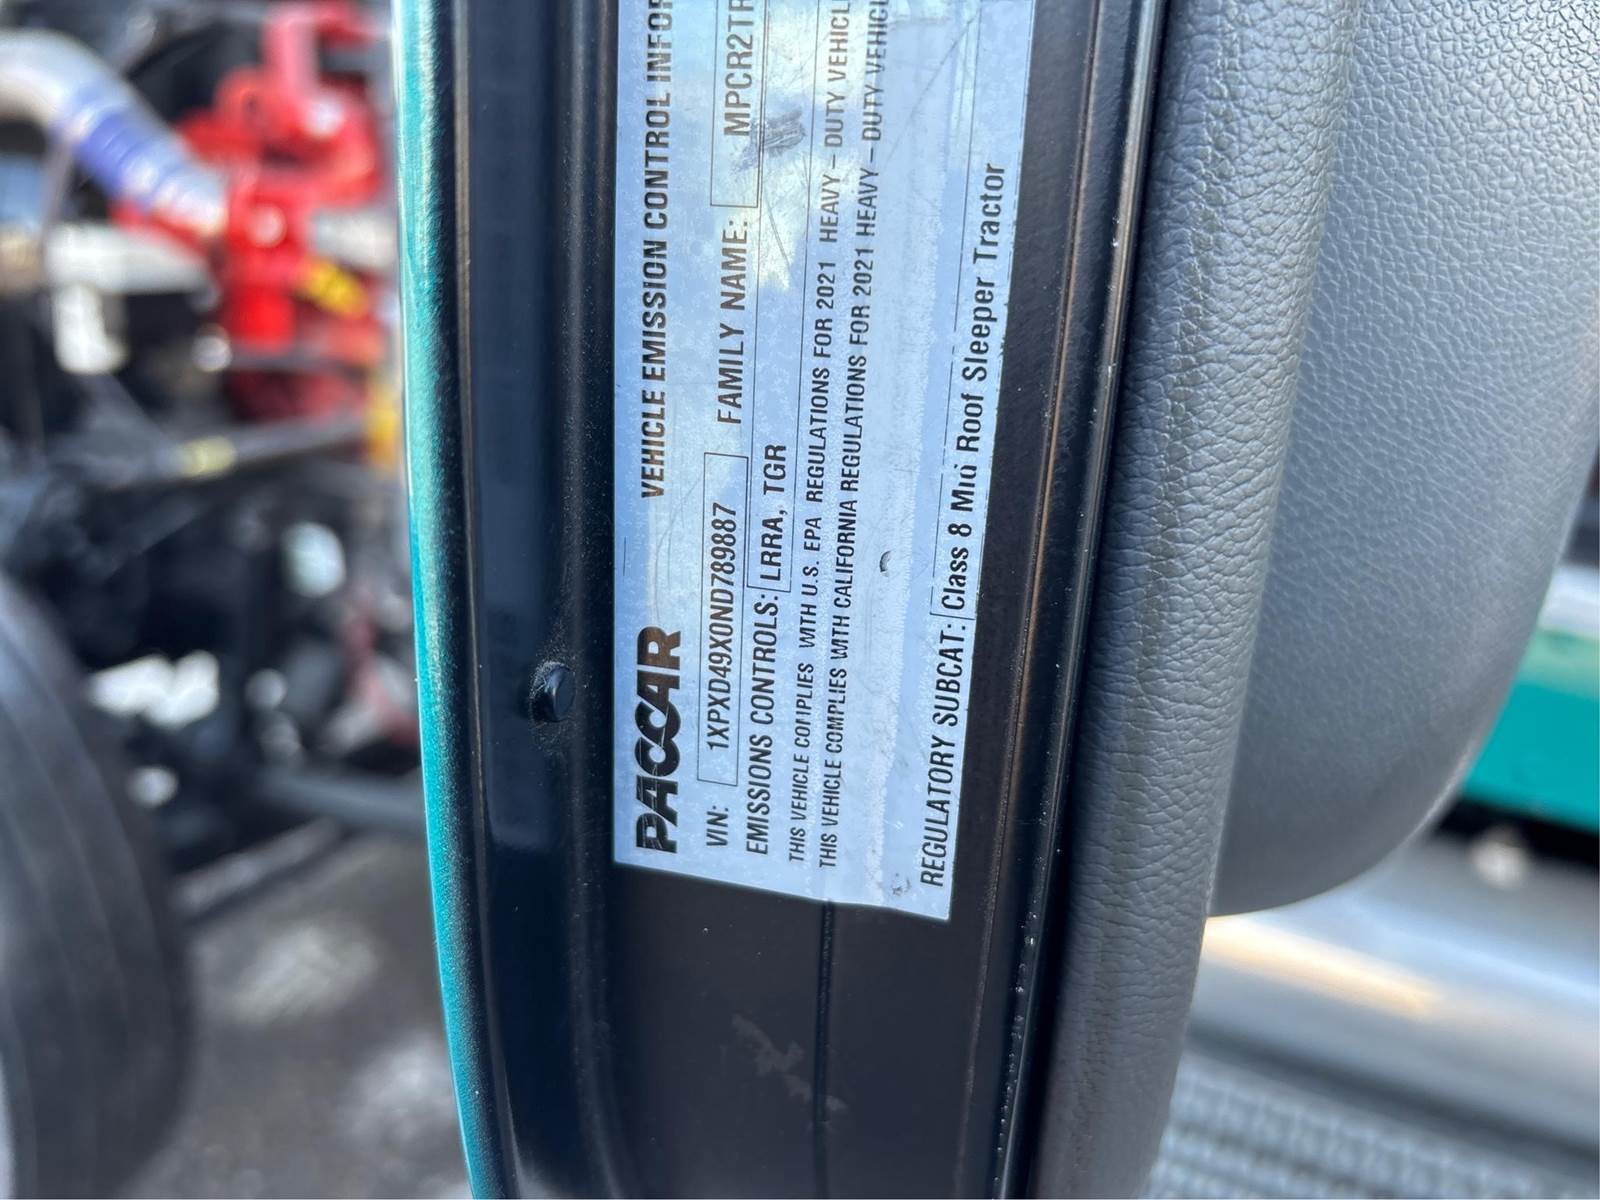 PACCAR VEHICLE EMISSION CONTROL
VIN: 1XPXD49X0ND789887 FAMILY NAME: MPCR2TR
EMISSIONS CONTROLS: LRRA, TGR
THIS VEHICLE COMPLIES WITH U.S. EPA REGULATIONS FOR 2021 HEAVY – DUTY VEHICL
THIS VEHICLE COMPLIES WITH CALIFORNIA REGULATIONS FOR 2021 HEAVY – DUTY VEHICL
REGULATORY SUBCAT: Class 8 Mid Roof Sleeper Tractor